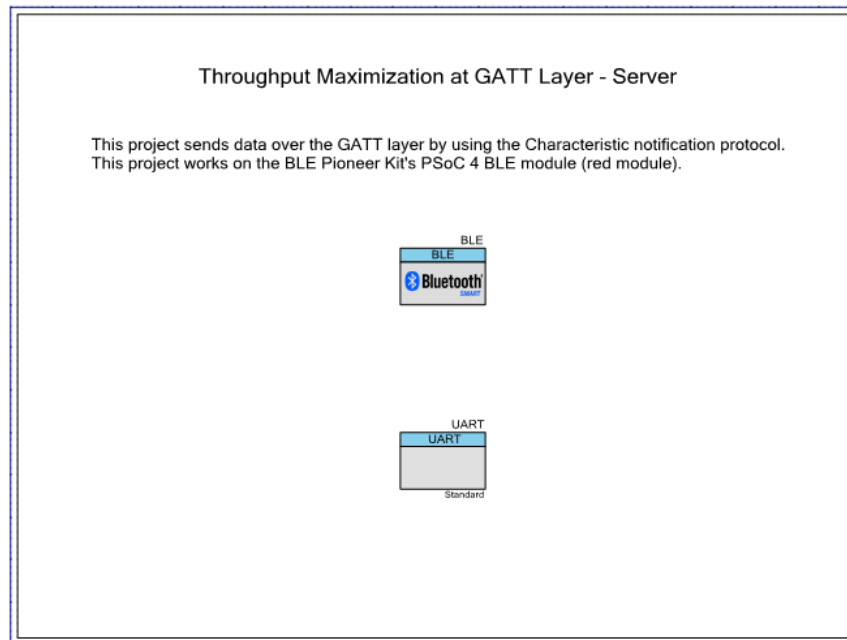 Throughput Maximization at GATT Layer - Server
This project sends data over the GATT layer by using the Characteristic notification protocol.
This project works on the BLE Pioneer Kit's PSoC 4 BLE module (red module).
BLE
BLE
Bluetooth
SMART
UART
UART
Standard